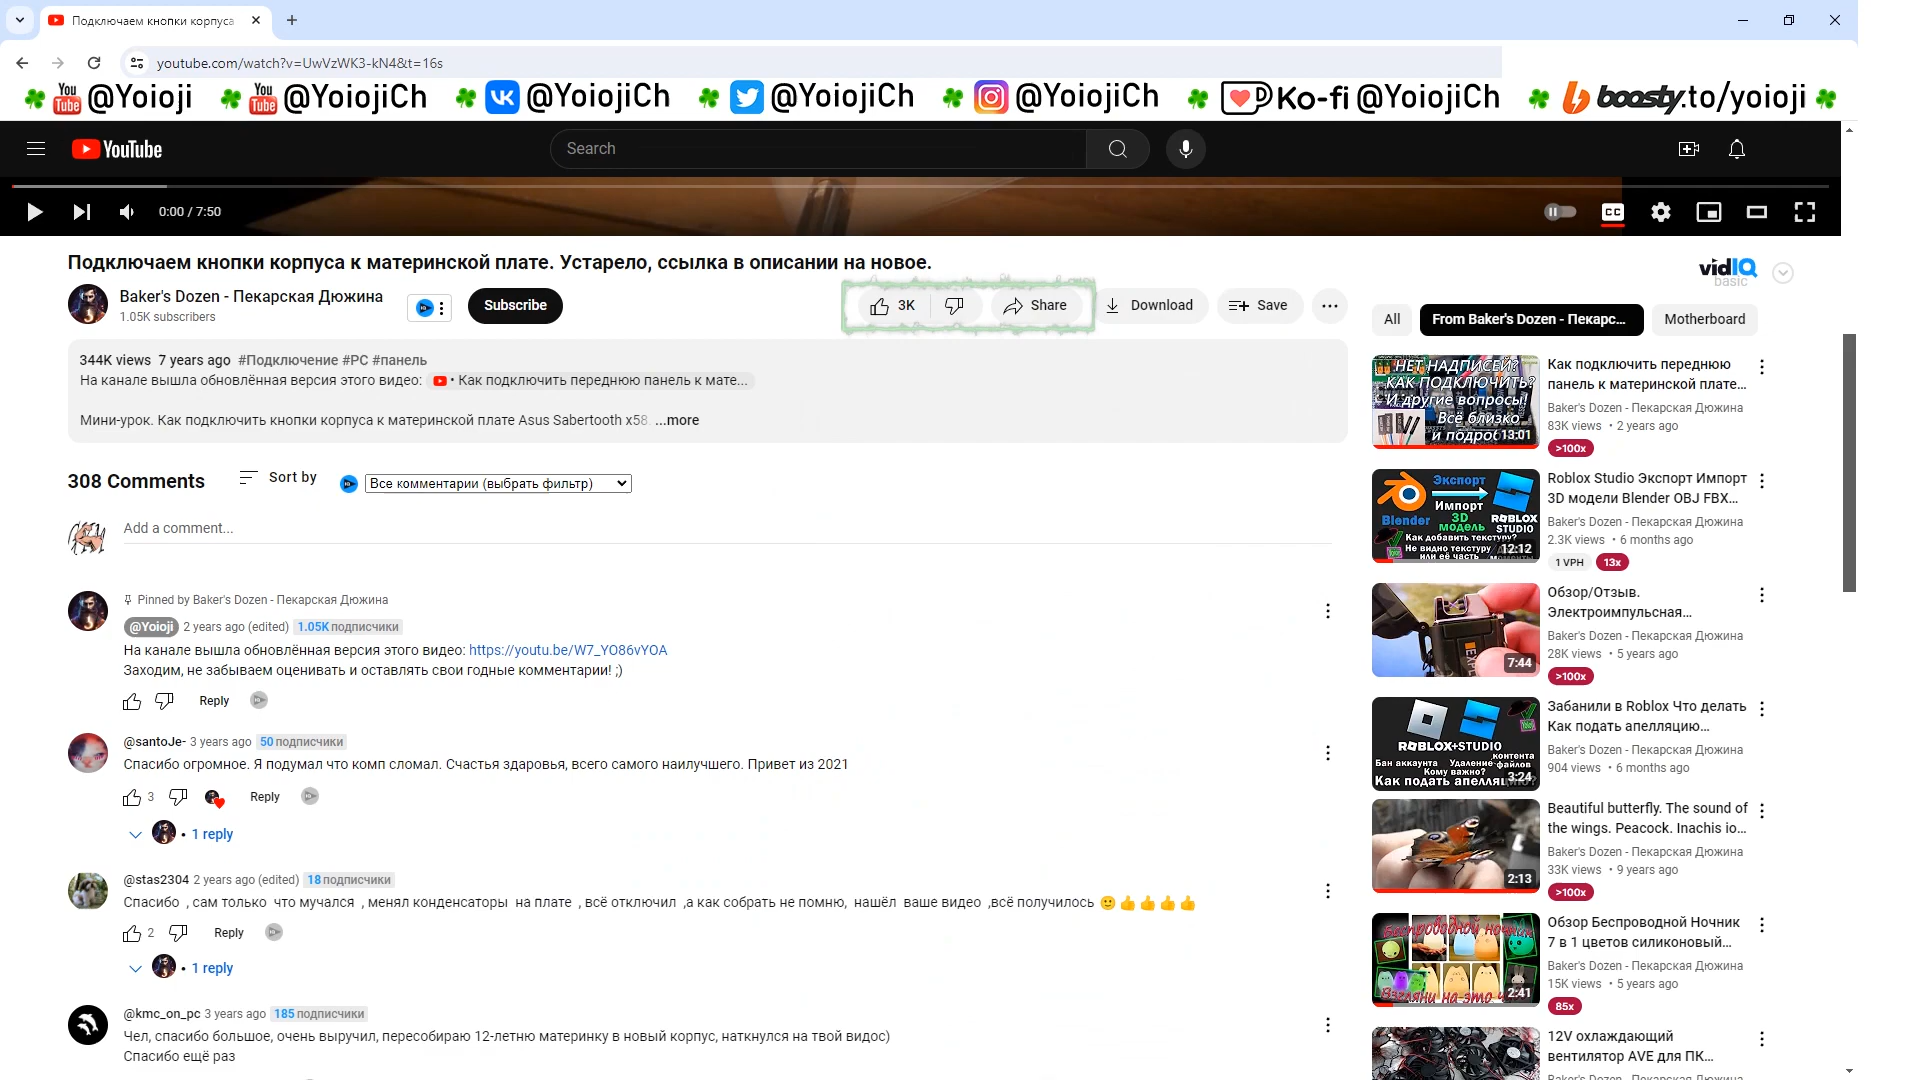 Подключаем кнопки корпуса
youtube.com/watch?v=UwVzWK3-kN4&t=16s
You Tube @Yoioji You Tube @YoiojiCh VK @YoiojiCh @YoiojiCh @YoiojiCh Ko-fi @YoiojiCh boosty.to/yoioji
YouTube
Search
0:00 / 7:50
CC
Подключаем кнопки корпуса к материнской плате. Устарело, ссылка в описании на новое.
vidIQ
basic
Baker's Dozen - Пекарская Дюжина
1.05K subscribers
Subscribe
3K
Share
Download
Save
All
From Baker's Dozen - Пекарс...
Motherboard
344K views 7 years ago #Подключение #PC #панель
На канале вышла обновлённая версия этого видео: • Как подключить переднюю панель к мате...
Мини-урок. Как подключить кнопки корпуса к материнской плате Asus Sabertooth x58. ...more
308 Comments
Sort by
Все комментарии (выбрать фильтр)
Add a comment...
Pinned by Baker's Dozen - Пекарская Дюжина
@Yoioji 2 years ago (edited) 1.05K подписчики
На канале вышла обновлённая версия этого видео: https://youtu.be/W7_YO86vYOA
Заходим, не забываем оценивать и оставлять свои годные комментарии! ;)
Reply
@santoJe- 3 years ago 50 подписчики
Спасибо огромное. Я подумал что комп сломал. Счастья здаровья, всего самого наилучшего. Привет из 2021
3
Reply
• 1 reply
@stas2304 2 years ago (edited) 18 подписчики
Спасибо , сам только что мучался , менял конденсаторы на плате , всё отключил ,а как собрать не помню, нашёл ваше видео ,всё получилось 🙂👍👍👍👍
2
Reply
• 1 reply
@kmc_on_pc 3 years ago 185 подписчики
Чел, спасибо большое, очень выручил, пересобираю 12-летню материнку в новый корпус, наткнулся на твой видос)
Спасибо ещё раз
НЕТ НАДПИСЕЙ?
КАК ПОДКЛЮЧИТЬ?
И другие вопросы!
Всё близко
и подроб
13:01
Как подключить переднюю
панель к материнской плате...
Baker's Dozen - Пекарская Дюжина
83K views • 2 years ago
>100x
Экспорт
Импорт
Blender
3D
модель
ROBLOX
STUDIO
Как добавить текстуру?
Не видно текстуру
или её часть
12:12
Roblox Studio Экспорт Импорт
3D модели Blender OBJ FBX...
Baker's Dozen - Пекарская Дюжина
2.3K views • 6 months ago
1 VPH
13x
7:44
Обзор/Отзыв.
Электроимпульсная...
Baker's Dozen - Пекарская Дюжина
28K views • 5 years ago
>100x
ROBLOX+STUDIO
контента
Бан аккаунта Удаление файлов
Кому важно?
Как подать апелляцию?
3:24
Забанили в Roblox Что делать
Как подать апелляцию...
Baker's Dozen - Пекарская Дюжина
904 views • 6 months ago
2:13
Beautiful butterfly. The sound of
the wings. Peacock. Inachis io...
Baker's Dozen - Пекарская Дюжина
33K views • 9 years ago
>100x
Беспроводной ночник
Взгляни на это
2:41
Обзор Беспроводной Ночник
7 в 1 цветов силиконовый...
Baker's Dozen - Пекарская Дюжина
15K views • 5 years ago
85x
12V охлаждающий
вентилятор AVE для ПК...
Baker's Dozen - Пекарская Дюжина